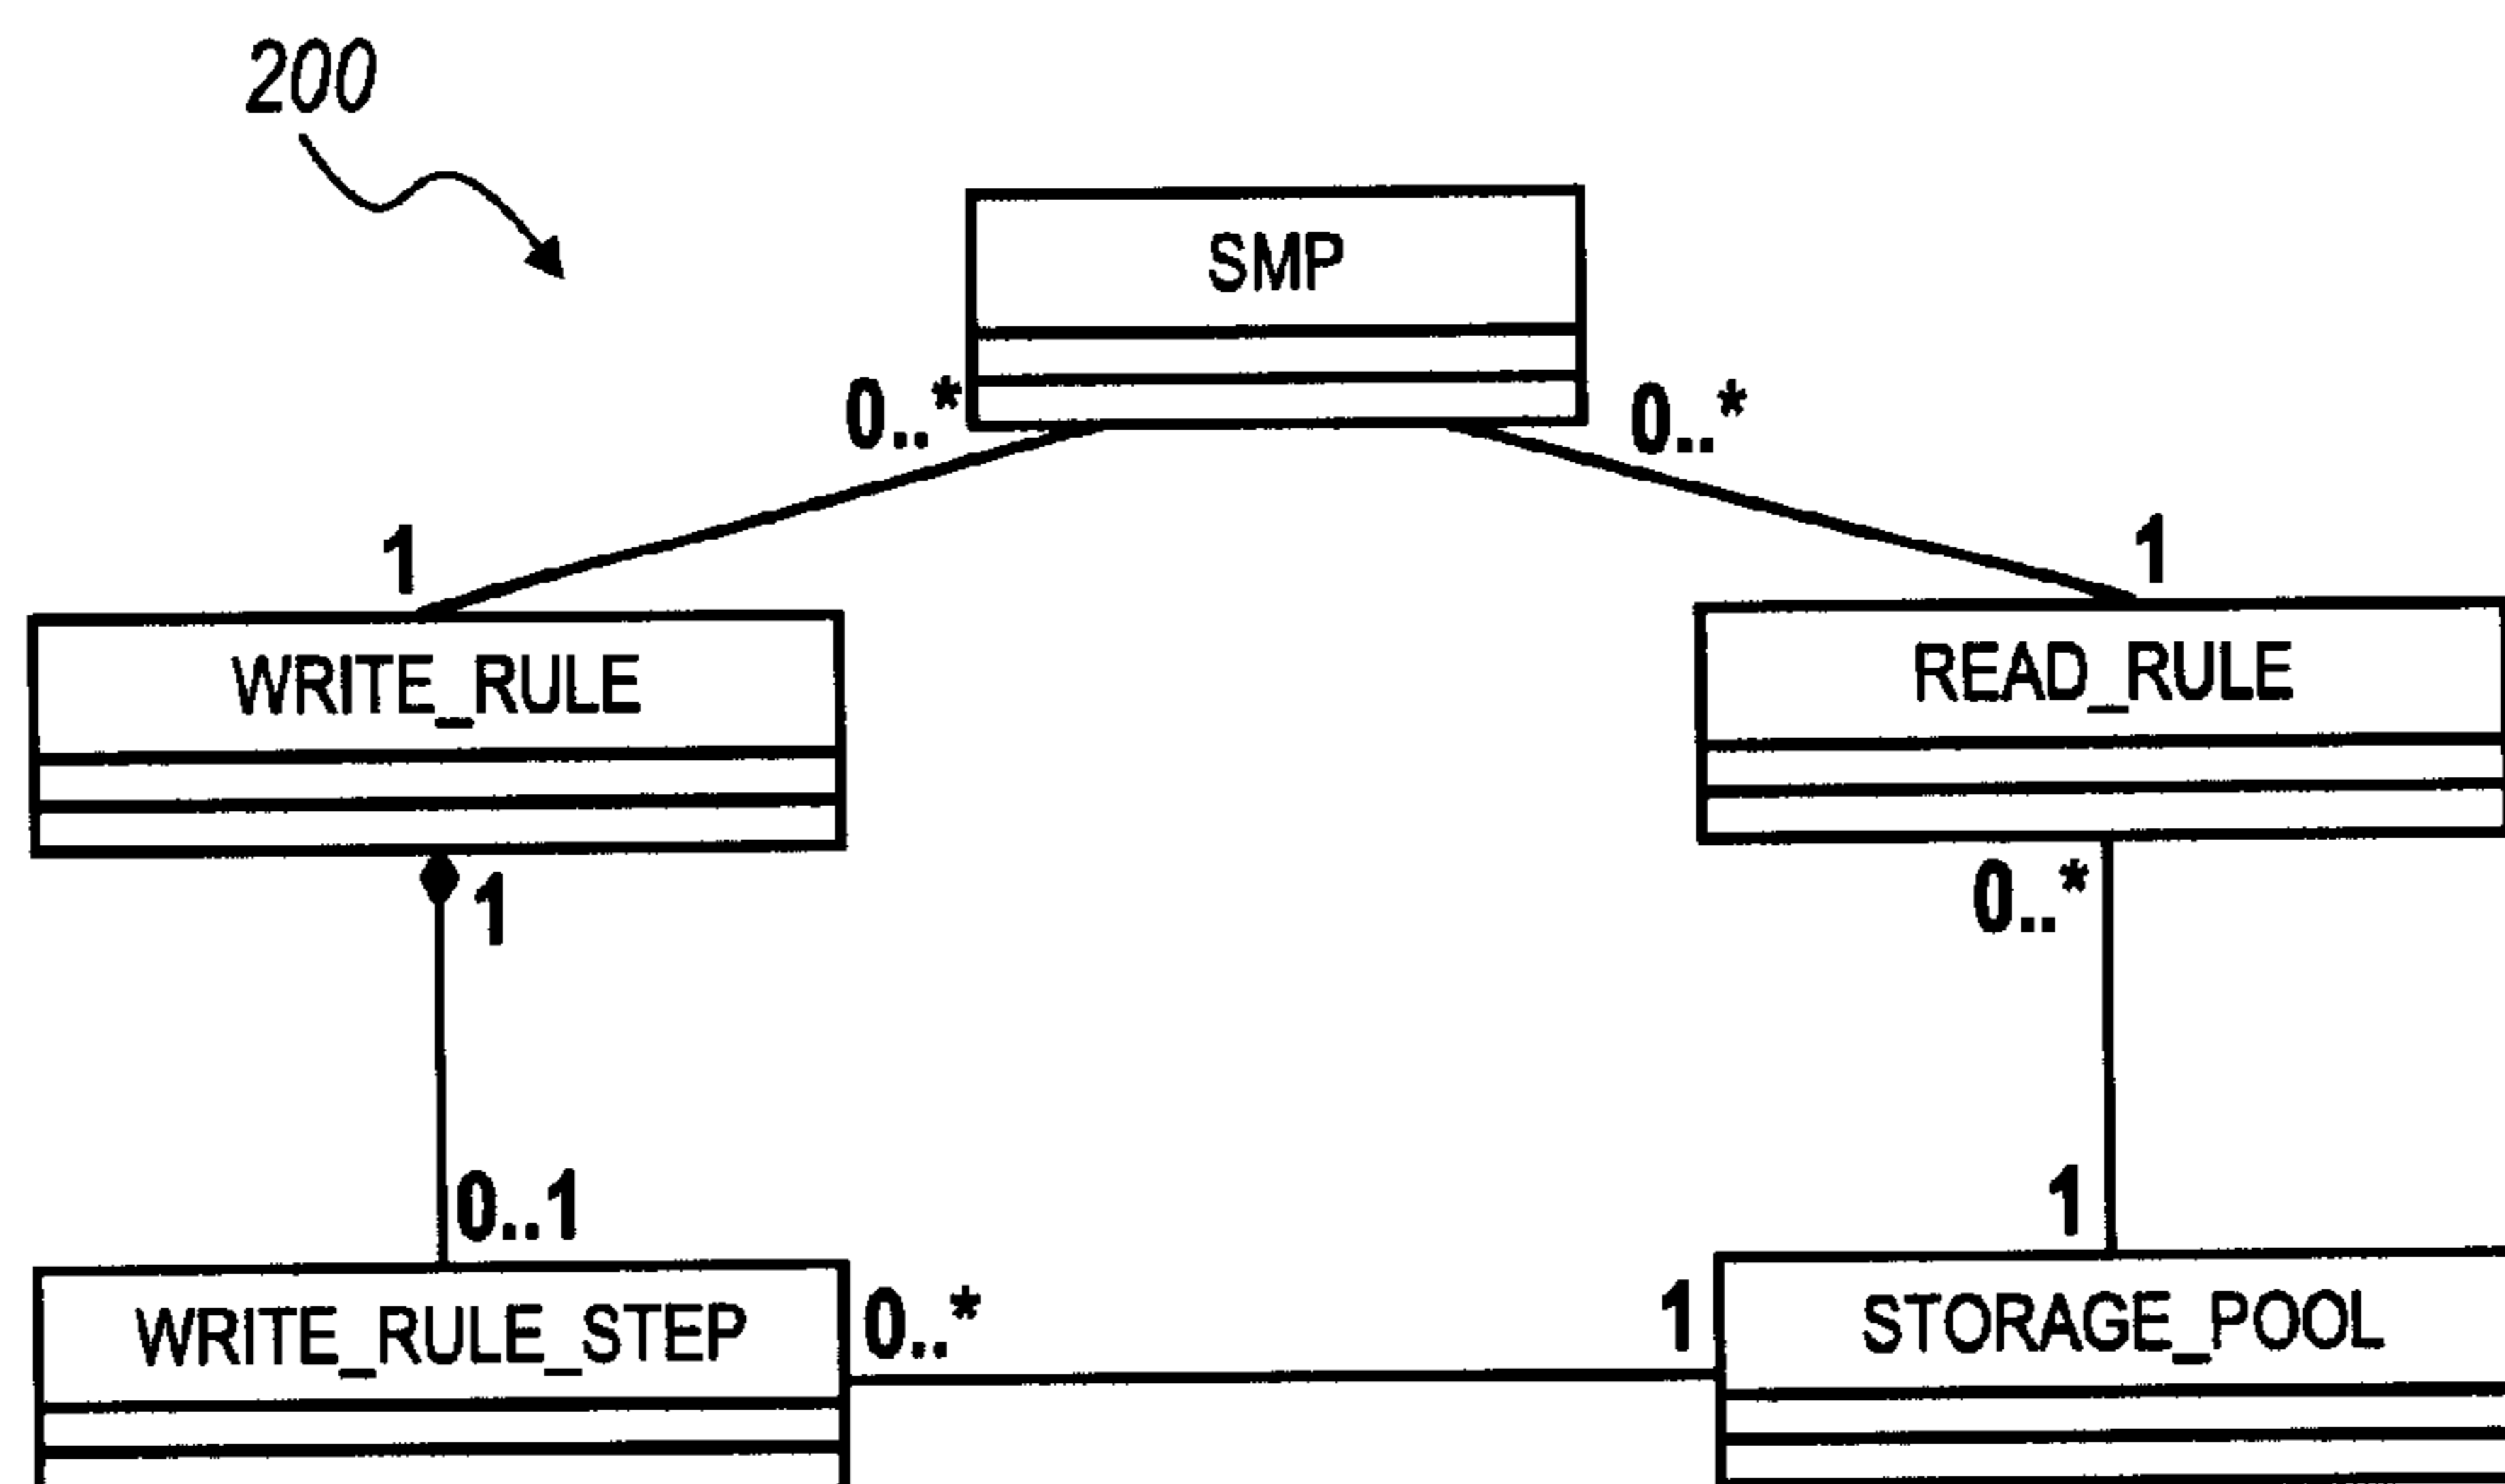 200
SMP
0..*
0..*
1
1
WRITE_RULE
READ_RULE
1
0..*
0..1
1
WRITE_RULE_STEP
0..*
1
STORAGE_POOL